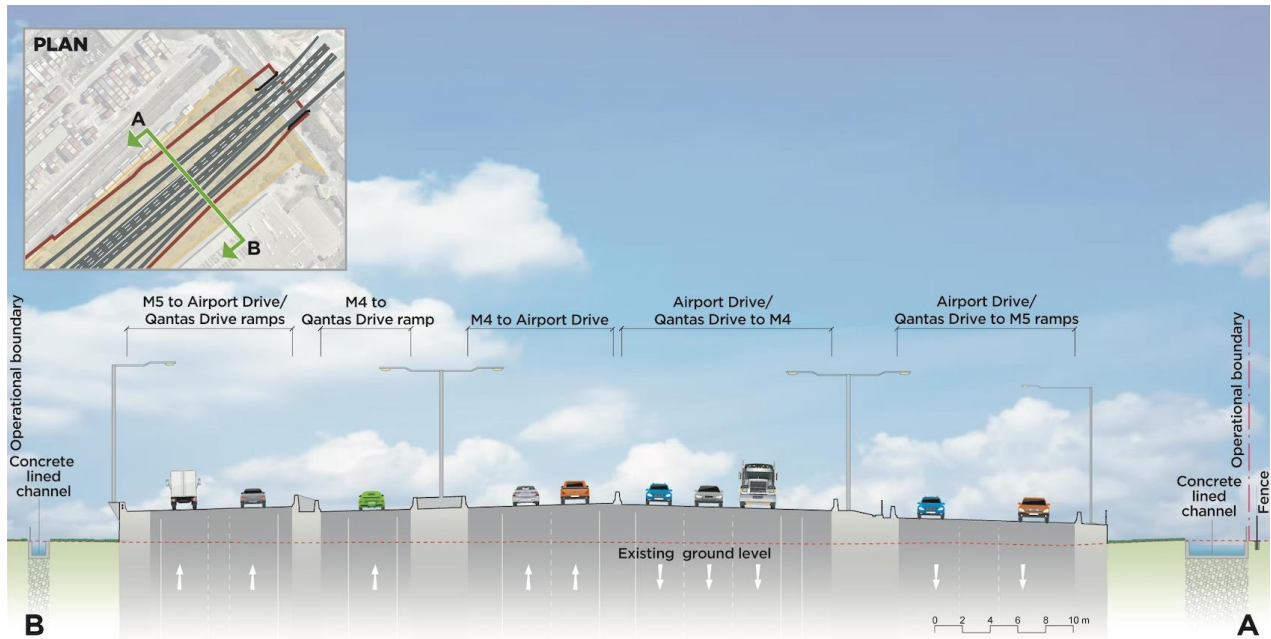 PLAN
A
B
M5 to Airport Drive/
Qantas Drive ramps
M4 to
Qantas Drive ramp
M4 to Airport Drive
Airport Drive/
Qantas Drive to M4
Airport Drive/
Qantas Drive to M5 ramps
Operational boundary
Operational boundary
Concrete
lined
channel
Concrete
lined
channel
Fence
Existing ground level
0 2 4 6 8 10 m
B
A